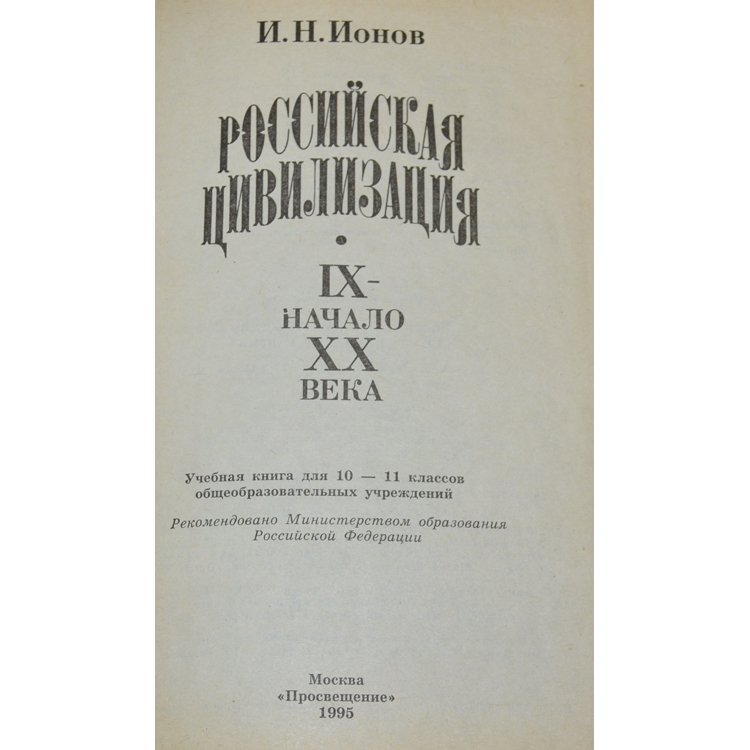 И.Н.Ионов
РОССИЙСКАЯ
ЦИВИЛИЗАЦИЯ
IX-
НАЧАЛО
XX
ВЕКА
Учебная книга для 10 — 11 классов
общеобразовательных учреждений
Рекомендовано Министерством образования
Российской Федерации
Москва
«Просвещение»
1995